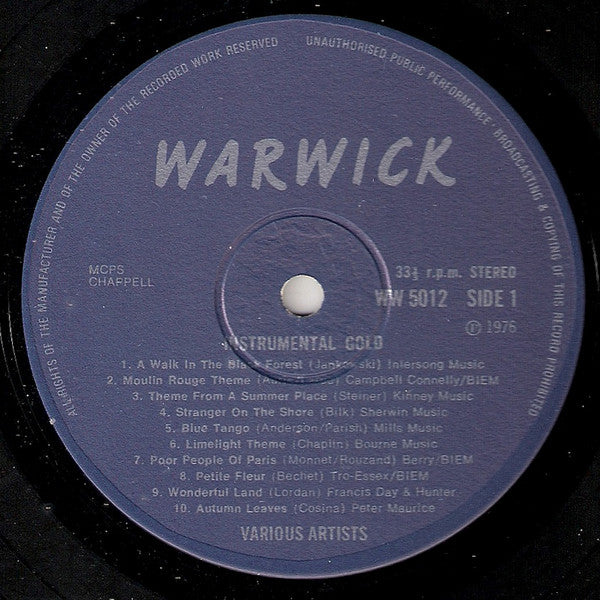 ALL RIGHTS OF THE MANUFACTURER AND OF THE OWNER OF THE RECORDED WORK RESERVED
UNAUTHORISED PUBLIC PERFORMANCE, BROADCASTING & COPYING OF THIS RECORD PROHIBITED
WARWICK
MCPS
CHAPPELL
33⅓ r.p.m. STEREO
WW 5012 SIDE 1
℗ 1976
INSTRUMENTAL GOLD
1. A Walk In The Black Forest (Jankowski) Intersong Music
2. Moulin Rouge Theme Campbell Connelly/BIEM
3. Theme From A Summer Place (Steiner) Kinney Music
4. Stranger On The Shore (Bilk) Sherwin Music
5. Blue Tango (Anderson/Parish) Mills Music
6. Limelight Theme (Chaplin) Bourne Music
7. Poor People Of Paris (Monnet/Rouzand) Berry/BIEM
8. Petite Fleur (Bechet) Tro-Essex/BIEM
9. Wonderful Land (Lordan) Francis Day & Hunter
10. Autumn Leaves (Cosina) Peter Maurice
VARIOUS ARTISTS